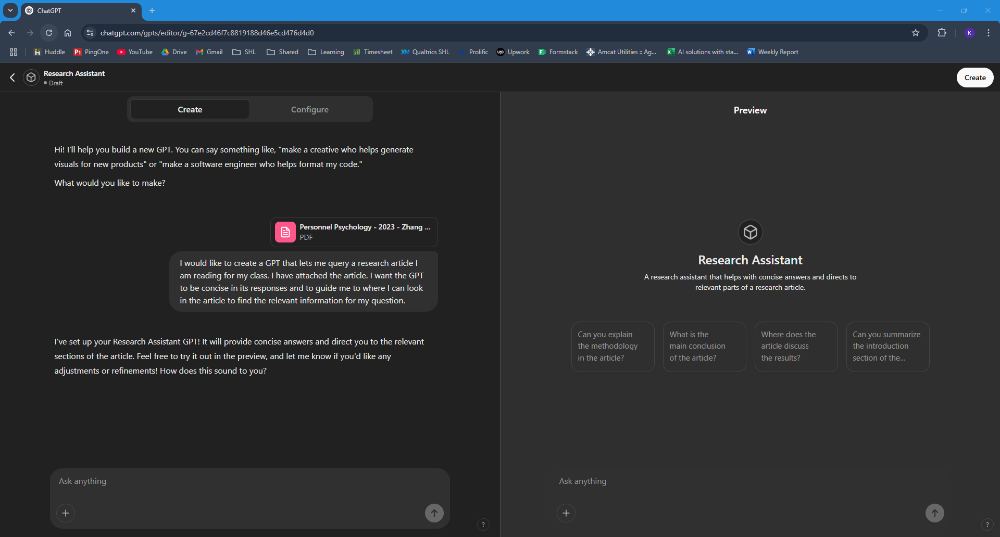 ChatGPT
chatgpt.com/gpts/editor/g-67e2cd46f7c8819188d46e5cd476d4d0
K
Huddle
PingOne
YouTube
Drive
Gmail
SHL
Shared
Learning
Timesheet
XM Qualtrics SHL
Prolific
up Upwork
Formstack
Amcat Utilities :: Ag...
AI solutions with sta...
Weekly Report
Research Assistant
Draft
Create
Create
Configure
Hi! I'll help you build a new GPT. You can say something like, "make a creative who helps generate
visuals for new products" or "make a software engineer who helps format my code."
What would you like to make?
Personnel Psychology - 2023 - Zhang ...
PDF
I would like to create a GPT that lets me query a research article I
am reading for my class. I have attached the article. I want the GPT
to be concise in its responses and to guide me to where I can look
in the article to find the relevant information for my question.
I've set up your Research Assistant GPT! It will provide concise answers and direct you to the relevant
sections of the article. Feel free to try it out in the preview, and let me know if you'd like any
adjustments or refinements! How does this sound to you?
Ask anything
?
Preview
Research Assistant
A research assistant that helps with concise answers and directs to
relevant parts of a research article.
Can you explain
the methodology
in the article?
What is the
main conclusion
of the article?
Where does the
article discuss
the results?
Can you summarize
the introduction
section of the...
Ask anything
?